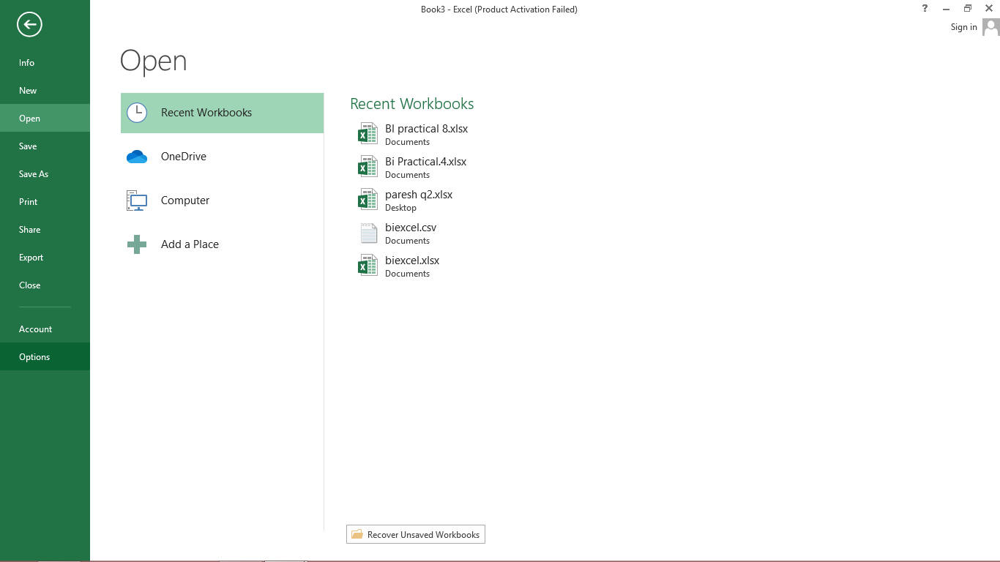 Book3 - Excel (Product Activation Failed)
?
Sign in
Info
New
Open
Save
Save As
Print
Share
Export
Close
Account
Options
Open
Recent Workbooks
OneDrive
Computer
Add a Place
Recent Workbooks
BI practical 8.xlsx
Documents
Bi Practical.4.xlsx
Documents
paresh q2.xlsx
Desktop
biexcel.csv
Documents
biexcel.xlsx
Documents
Recover Unsaved Workbooks